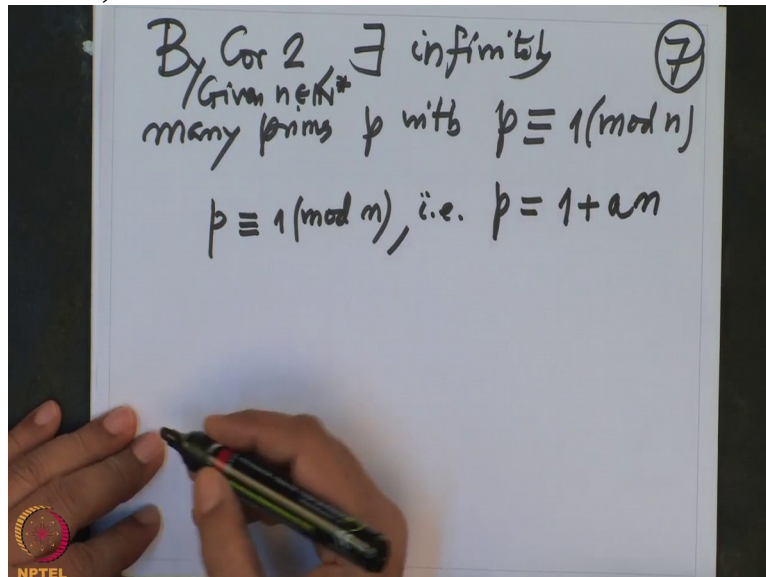 By Cor 2, ∃ infinitely
⑦
Given n∈ℕ*
many primes p with p ≡ 1 (mod n)
p ≡ 1 (mod n), i.e. p = 1 + an
NPTEL